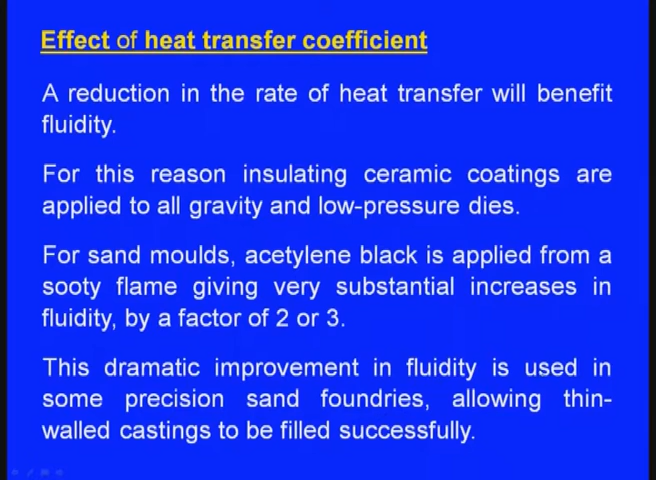 Effect of heat transfer coefficient
A reduction in the rate of heat transfer will benefit
fluidity.
For this reason insulating ceramic coatings are
applied to all gravity and low-pressure dies.
For sand moulds, acetylene black is applied from a
sooty flame giving very substantial increases in
fluidity, by a factor of 2 or 3.
This dramatic improvement in fluidity is used in
some precision sand foundries, allowing thin-
walled castings to be filled successfully.